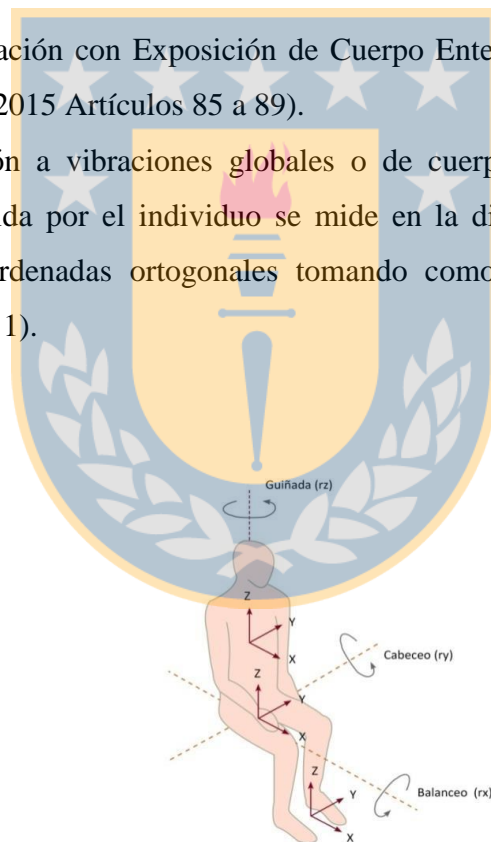 ación con Exposición de Cuerpo Ente
2015 Artículos 85 a 89).
ón a vibraciones globales o de cuerp
da por el individuo se mide en la di
rdenadas ortogonales tomando como
1).
Guiñada (rz)
Z
Y
X
Cabeceo (ry)
Z
Y
X
Z
Y
X
Balanceo (rx)